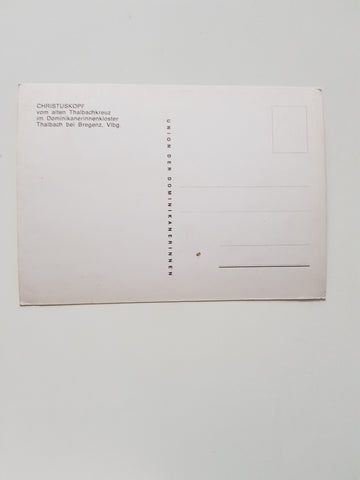 CHRISTUSKOPF
vom alten Thalbachkreuz
im Dominikanerinnenkloster
Thalbach bei Bregenz, Vlbg.
UNION DER DOMINIKANERINNEN